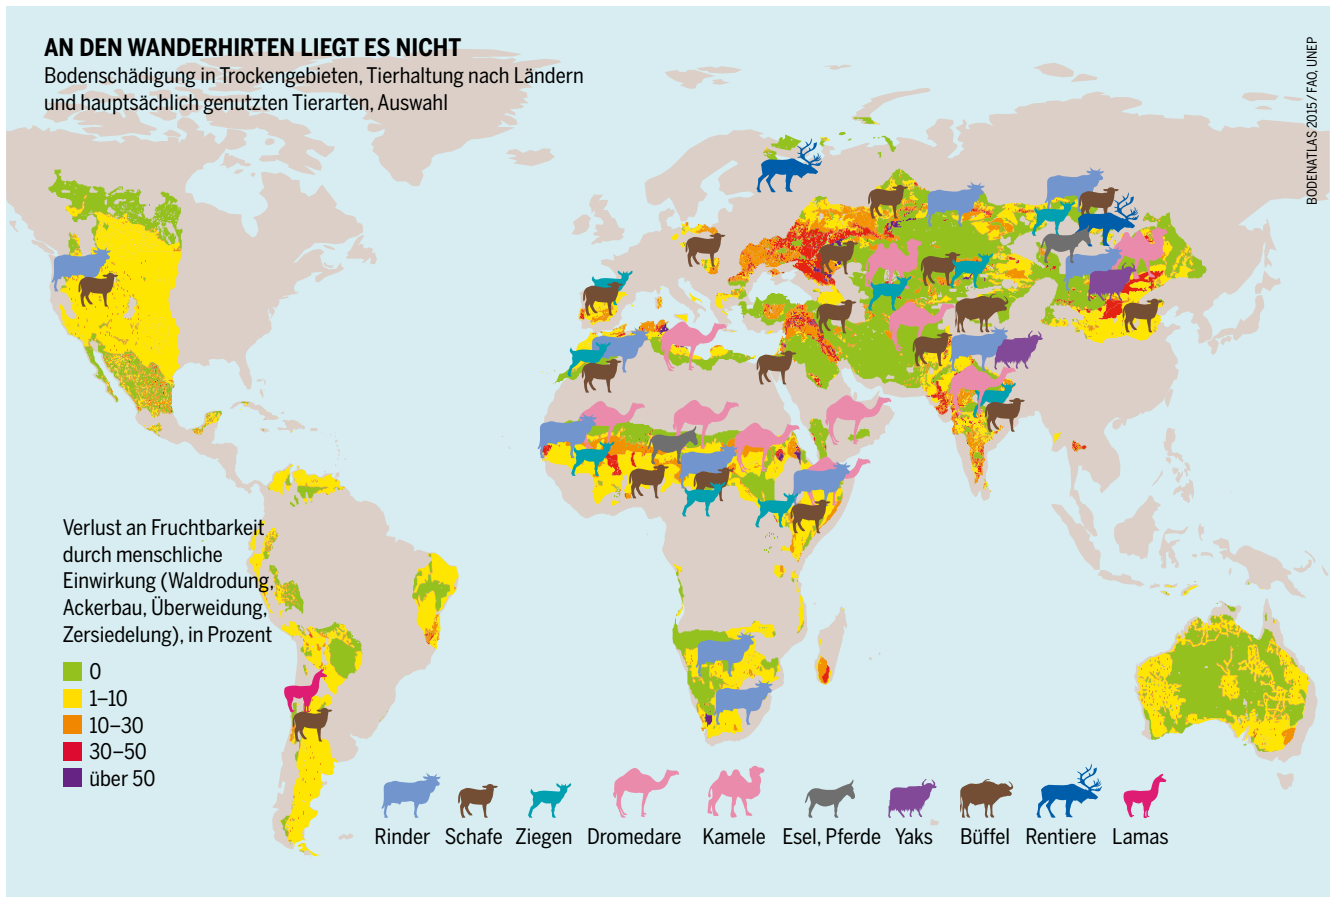 AN DEN WANDERHIRTEN LIEGT ES NICHT
Bodenschädigung in Trockengebieten, Tierhaltung nach Ländern
und hauptsächlich genutzten Tierarten, Auswahl
BODENATLAS 2015 / FAO, UNEP
Verlust an Fruchtbarkeit
durch menschliche
Einwirkung (Waldrodung,
Ackerbau, Überweidung,
Zersiedelung), in Prozent
0
1–10
10–30
30–50
über 50
Rinder Schafe Ziegen Dromedare Kamele Esel, Pferde Yaks Büffel Rentiere Lamas